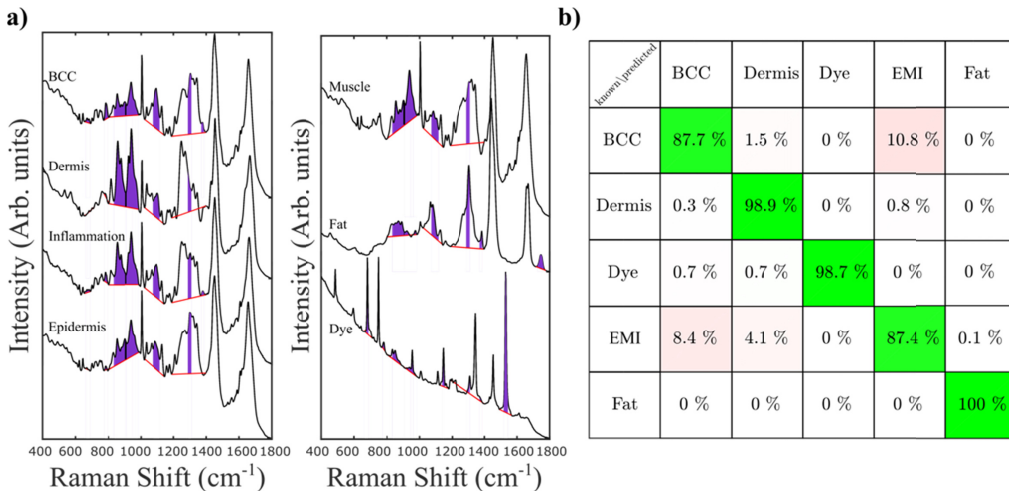 a)
BCC
Dermis
Inflammation
Epidermis
Intensity (Arb. units)
400 600 800 1000 1200 1400 1600 1800
Raman Shift (cm-1)
Muscle
Fat
Dye
Intensity (Arb. units)
400 600 800 1000 1200 1400 1600 1800
Raman Shift (cm-1)
b)
known\predicted BCC Dermis Dye EMI Fat
BCC 87.7 % 1.5 % 0 % 10.8 % 0 %
Dermis 0.3 % 98.9 % 0 % 0.8 % 0 %
Dye 0.7 % 0.7 % 98.7 % 0 % 0 %
EMI 8.4 % 4.1 % 0 % 87.4 % 0.1 %
Fat 0 % 0 % 0 % 0 % 100 %